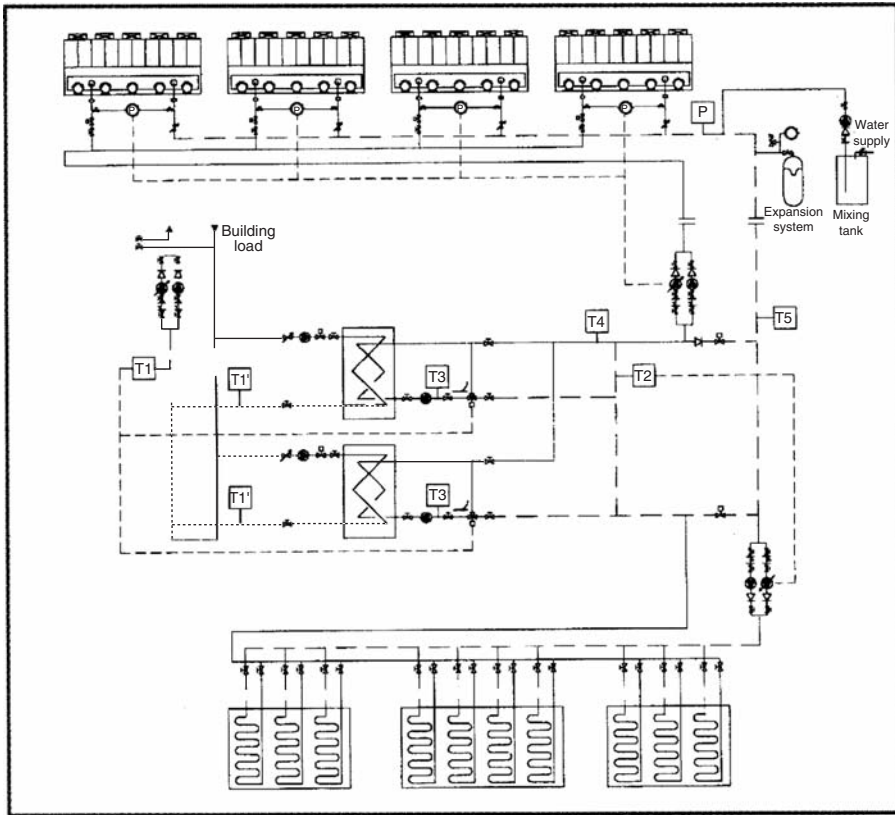 P
P
P
P
P
Water
supply
Expansion
system
Mixing
tank
Building
load
T4
T5
T1
T1'
T3
T2
T1'
T3